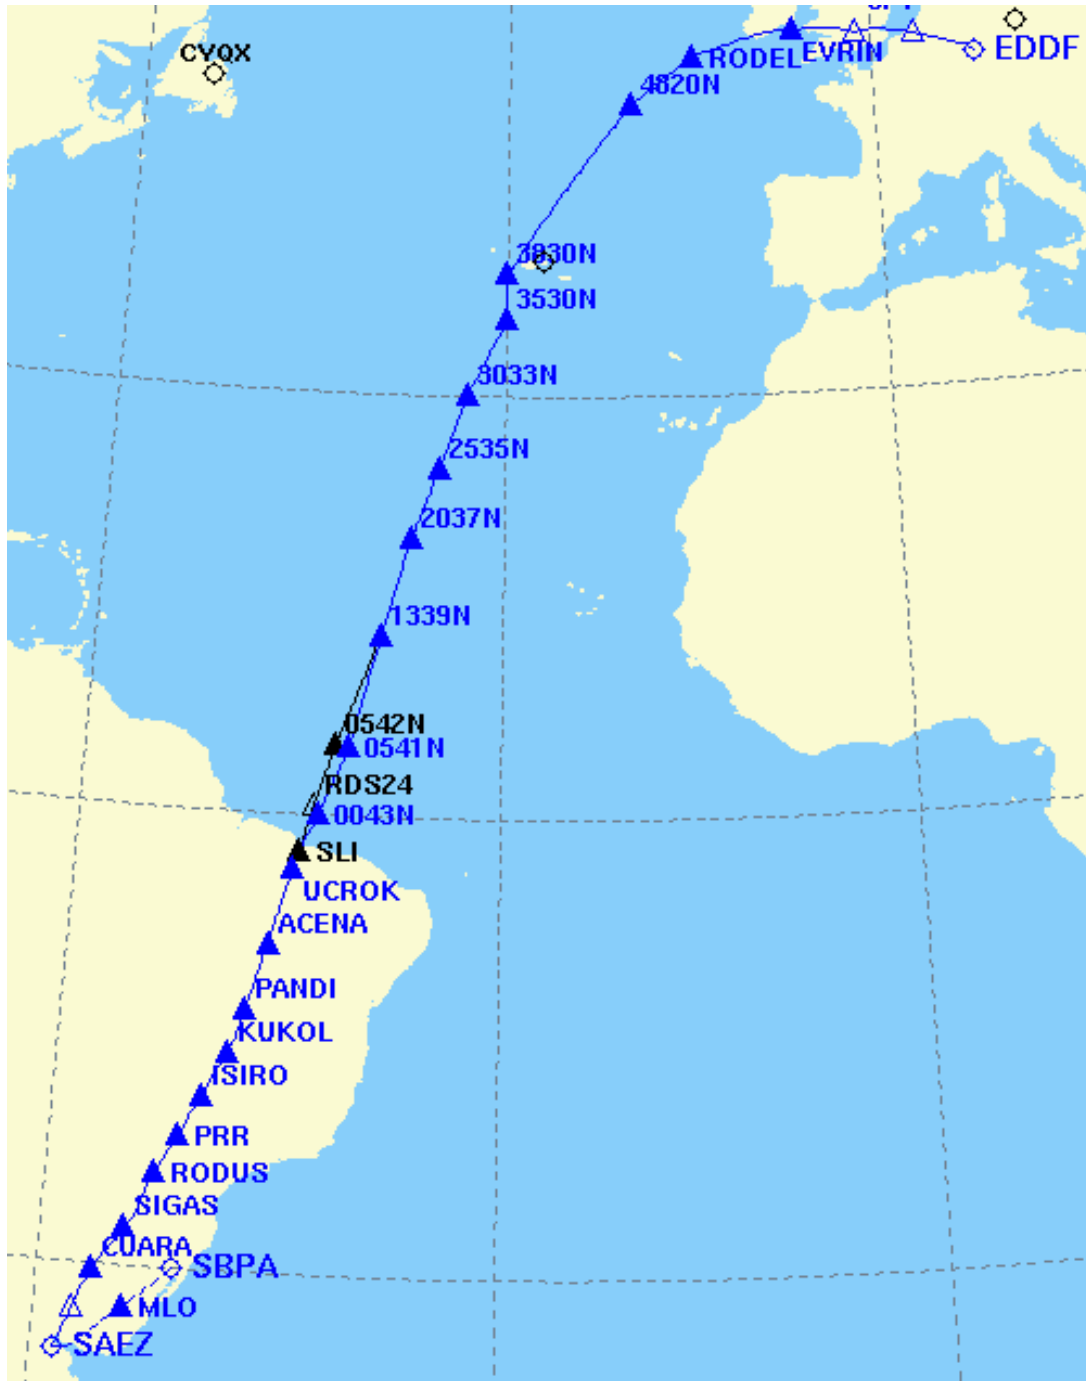 CYQX
EDDF
EVRIN
RODEL
4820N
3930N
3530N
3033N
2535N
2037N
1339N
0542N
0541N
RDS24
0043N
SLI
UCROK
ACENA
PANDI
KUKOL
ISIRO
PRR
RODUS
SIGAS
CUARA
SBPA
MLO
SAEZ